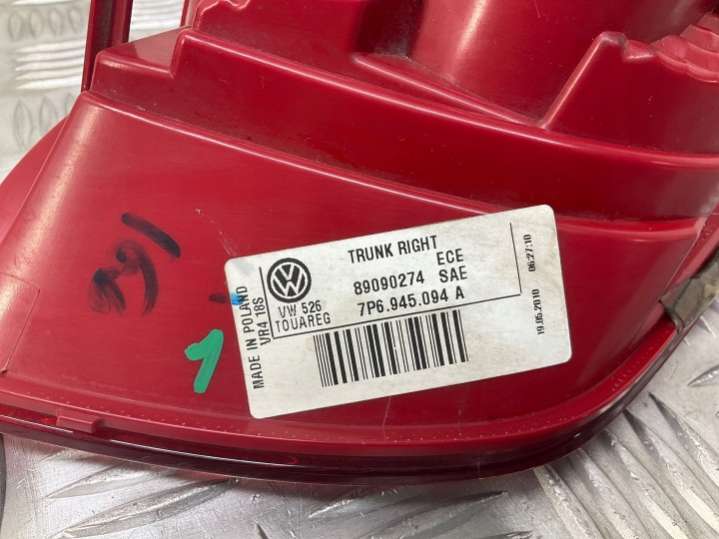 TRUNK RIGHT
ECE
89090274 SAE
7P6.945.094 A
VW 526
TOUAREG
MADE IN POLAND
VR4 18S
19.05.2010 06:27:10
1